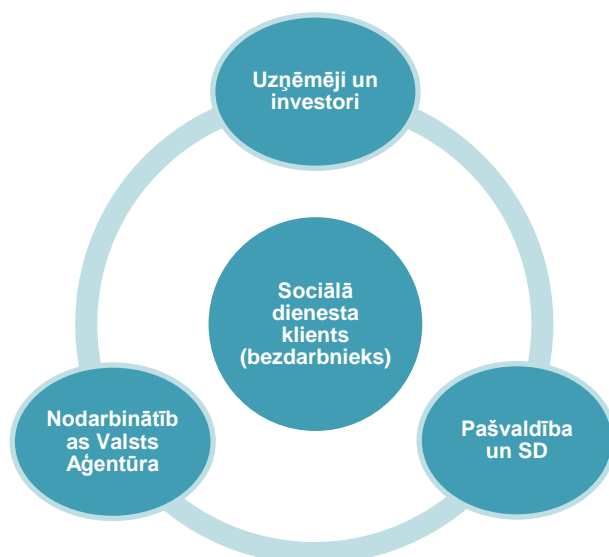 Uzņēmēji un
investori
Sociālā
dienesta
klients
(bezdarbnieks)
Nodarbinātīb
as Valsts
Aģentūra
Pašvaldība
un SD